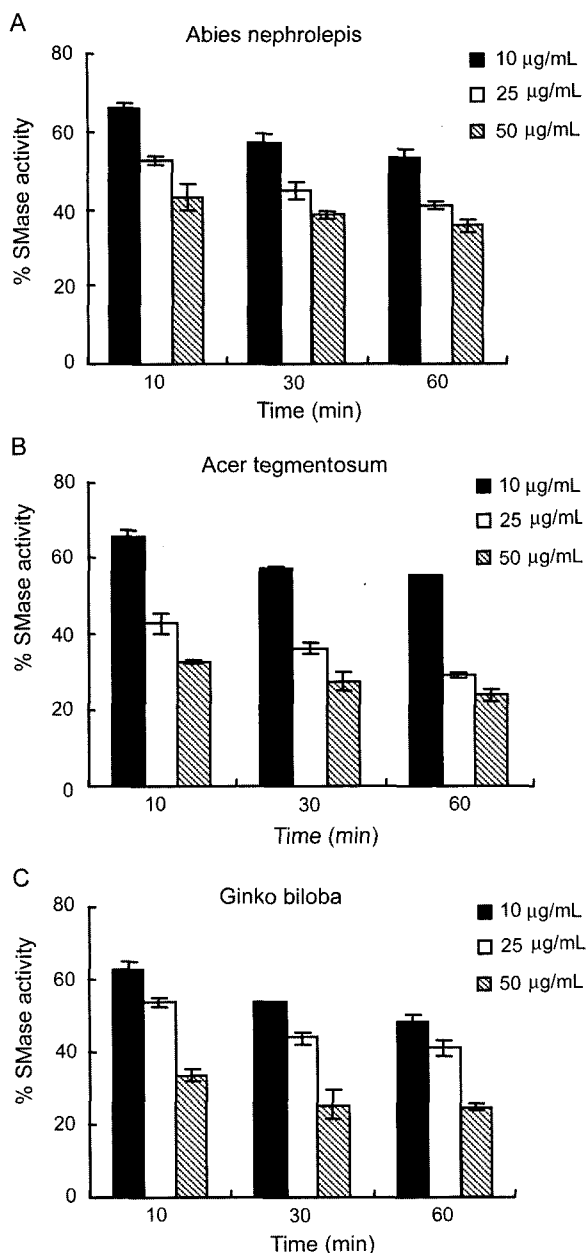 A
Abies nephrolepis
10 μg/mL
25 μg/mL
50 μg/mL
% SMase activity
80
60
40
20
0
10 30 60
Time (min)
B
Acer tegmentosum
10 μg/mL
25 μg/mL
50 μg/mL
% SMase activity
80
60
40
20
0
10 30 60
Time (min)
C
Ginko biloba
10 μg/mL
25 μg/mL
50 μg/mL
% SMase activity
80
60
40
20
0
10 30 60
Time (min)